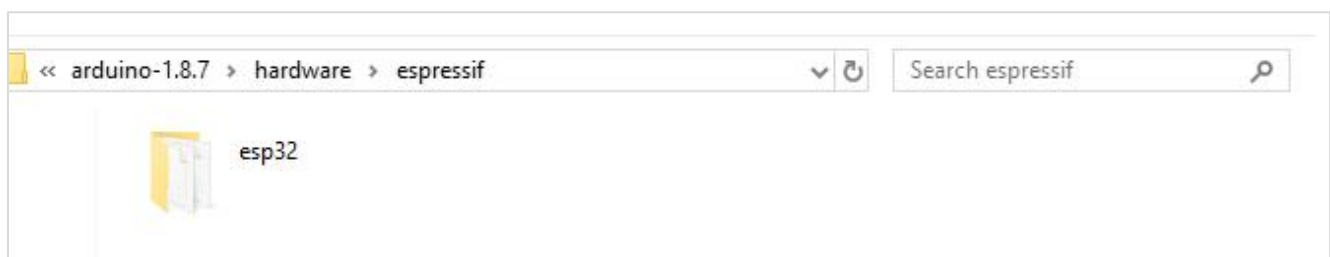 « arduino-1.8.7 > hardware > espressif
Search espressif
esp32